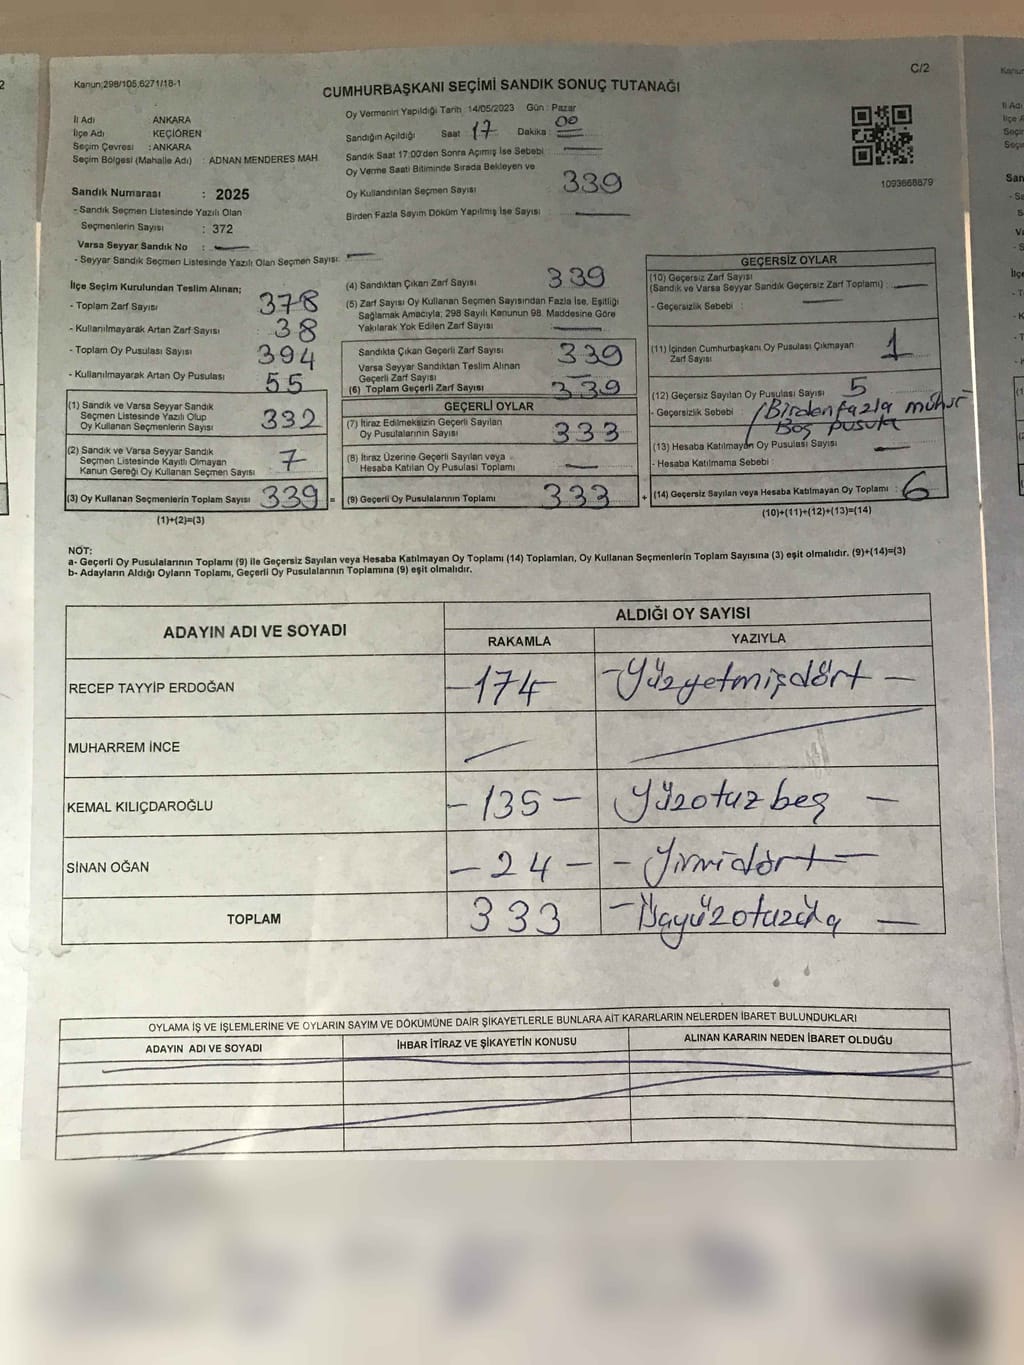 C/2
Kanun:298/105,6271/18-1
CUMHURBAŞKANI SEÇİMİ SANDIK SONUÇ TUTANAĞI
İl Adı : ANKARA
İlçe Adı : KEÇİÖREN
Seçim Çevresi : ANKARA
Seçim Bölgesi (Mahalle Adı) : ADNAN MENDERES MAH
Sandık Numarası : 2025
- Sandık Seçmen Listesinde Yazılı Olan
Seçmenlerin Sayısı : 372
Varsa Seyyar Sandık No :
- Seyyar Sandık Seçmen Listesinde Yazılı Olan Seçmen Sayısı:
Oy Vermenin Yapıldığı Tarih : 14/05/2023 Gün : Pazar
Sandığın Açıldığı Saat : 17 Dakika : 00
Sandık Saat 17:00'den Sonra Açımış İse Sebebi :
Oy Verme Saati Bitiminde Sırada Bekleyen ve
Oy Kullandırılan Seçmen Sayısı : 339
Birden Fazla Sayım Döküm Yapılmış İse Sayısı :
1093668679
İlçe Seçim Kurulundan Teslim Alınan;
- Toplam Zarf Sayısı : 378
- Kullanılmayarak Artan Zarf Sayısı : 38
- Toplam Oy Pusulası Sayısı : 394
- Kullanılmayarak Artan Oy Pusulası : 55
(1) Sandık ve Varsa Seyyar Sandık
Seçmen Listesinde Yazılı Olup
Oy Kullanan Seçmenlerin Sayısı : 332
(2) Sandık ve Varsa Seyyar Sandık
Seçmen Listesinde Kayıtlı Olmayan
Kanun Gereği Oy Kullanan Seçmen Sayısı : 7
(3) Oy Kullanan Seçmenlerin Toplam Sayısı : 339 =
(1)+(2)=(3)
(4) Sandıktan Çıkan Zarf Sayısı : 339
(5) Zarf Sayısı Oy Kullanan Seçmen Sayısından Fazla İse, Eşitliği
Sağlamak Amacıyla; 298 Sayılı Kanunun 98. Maddesine Göre
Yakılarak Yok Edilen Zarf Sayısı :
Sandıkta Çıkan Geçerli Zarf Sayısı : 339
Varsa Seyyar Sandıktan Teslim Alınan
Geçerli Zarf Sayısı :
(6) Toplam Geçerli Zarf Sayısı : 339
GEÇERLİ OYLAR
(7) İtiraz Edilmeksizin Geçerli Sayılan
Oy Pusulalarının Sayısı : 333
(8) İtiraz Üzerine Geçerli Sayılan veya
Hesaba Katılan Oy Pusulası Toplamı :
(9) Geçerli Oy Pusulalarının Toplamı : 333 +
GEÇERSİZ OYLAR
(10) Geçersiz Zarf Sayısı
(Sandık ve Varsa Seyyar Sandık Geçersiz Zarf Toplamı) :
- Geçersizlik Sebebi :
(11) İçinden Cumhurbaşkanı Oy Pusulası Çıkmayan
Zarf Sayısı : 1
(12) Geçersiz Sayılan Oy Pusulası Sayısı : 5
- Geçersizlik Sebebi : Birden fazla mühür
Boş pusula
(13) Hesaba Katılmayan Oy Pusulası Sayısı :
- Hesaba Katılmama Sebebi :
(14) Geçersiz Sayılan veya Hesaba Katılmayan Oy Toplamı : 6
(10)+(11)+(12)+(13)=(14)
NOT:
a- Geçerli Oy Pusulalarının Toplamı (9) ile Geçersiz Sayılan veya Hesaba Katılmayan Oy Toplamı (14) Toplamları, Oy Kullanan Seçmenlerin Toplam Sayısına (3) eşit olmalıdır. (9)+(14)=(3)
b- Adayların Aldığı Oyların Toplamı, Geçerli Oy Pusulalarının Toplamına (9) eşit olmalıdır.
ADAYIN ADI VE SOYADI
ALDIĞI OY SAYISI
RAKAMLA YAZIYLA
RECEP TAYYİP ERDOĞAN -174- -Yüzyetmişdört-
MUHARREM İNCE
KEMAL KILIÇDAROĞLU -135- Yüzotuzbeş -
SİNAN OĞAN -24- -Yirmidört-
TOPLAM 333
OYLAMA İŞ VE İŞLEMLERİNE VE OYLARIN SAYIM VE DÖKÜMÜNE DAİR ŞİKAYETLERLE BUNLARA AİT KARARLARIN NELERDEN İBARET BULUNDUKLARI
ADAYIN ADI VE SOYADI İHBAR İTİRAZ VE ŞİKAYETİN KONUSU ALINAN KARARIN NEDEN İBARET OLDUĞU